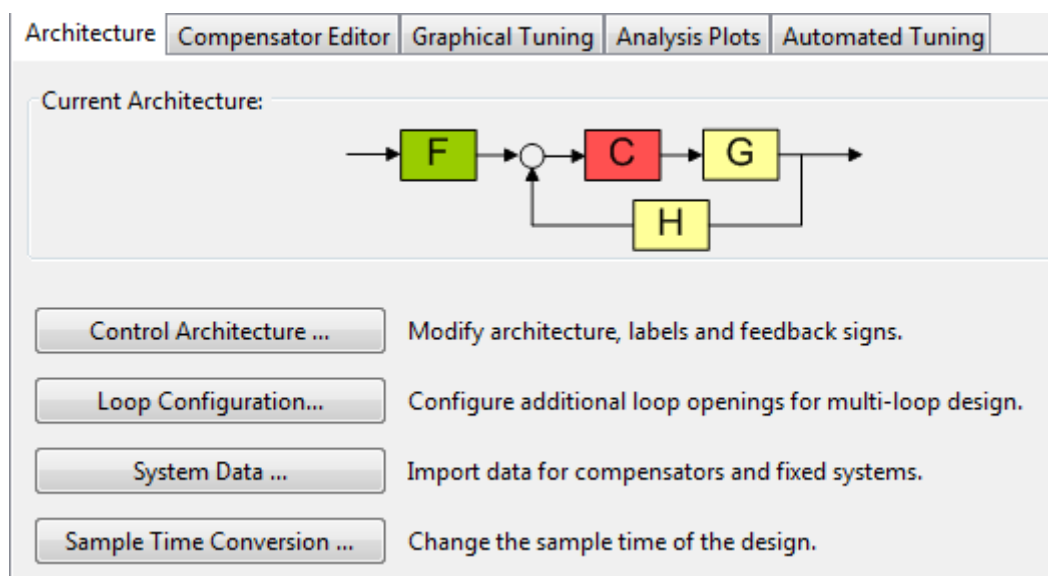 Architecture Compensator Editor Graphical Tuning Analysis Plots Automated Tuning
Current Architecture:
F C G
H
Control Architecture ... Modify architecture, labels and feedback signs.
Loop Configuration... Configure additional loop openings for multi-loop design.
System Data ... Import data for compensators and fixed systems.
Sample Time Conversion ... Change the sample time of the design.